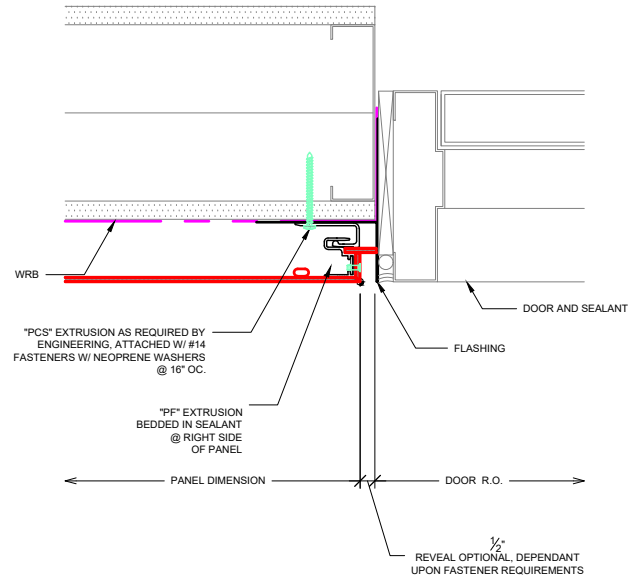 WRB
DOOR AND SEALANT
"PCS" EXTRUSION AS REQUIRED BY
ENGINEERING, ATTACHED W/ #14
FASTENERS W/ NEOPRENE WASHERS
@ 16" OC.
FLASHING
"PF" EXTRUSION
BEDDED IN SEALANT
@ RIGHT SIDE
OF PANEL
PANEL DIMENSION
DOOR R.O.
1/2"
REVEAL OPTIONAL, DEPENDANT
UPON FASTENER REQUIREMENTS